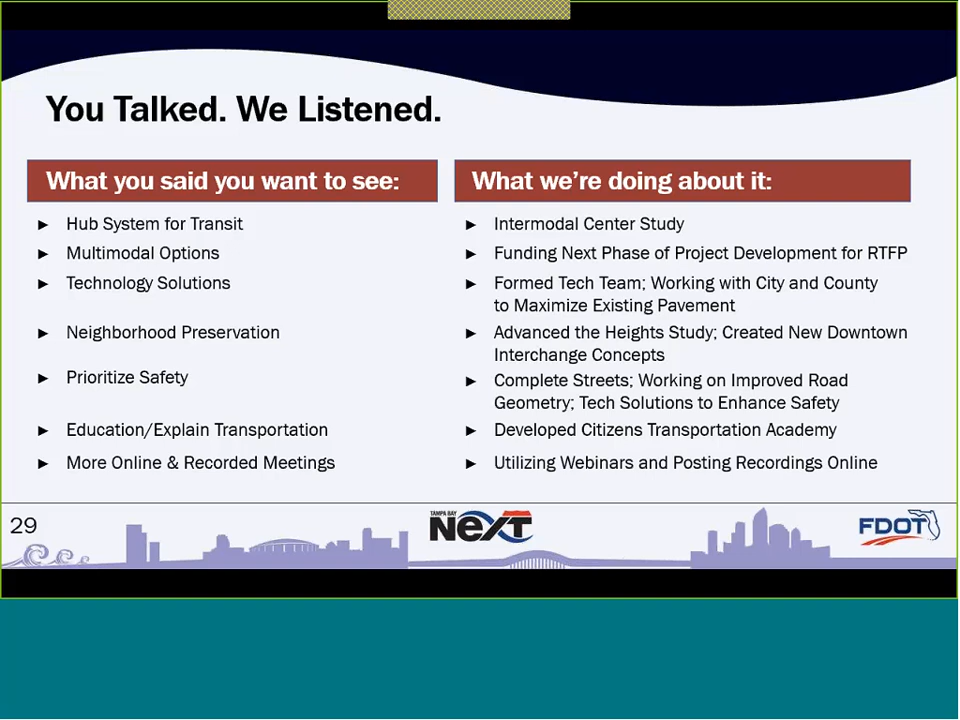 You Talked. We Listened.
What you said you want to see:
► Hub System for Transit
► Multimodal Options
► Technology Solutions
► Neighborhood Preservation
► Prioritize Safety
► Education/Explain Transportation
► More Online & Recorded Meetings
What we're doing about it:
► Intermodal Center Study
► Funding Next Phase of Project Development for RTFP
► Formed Tech Team; Working with City and County
to Maximize Existing Pavement
► Advanced the Heights Study; Created New Downtown
Interchange Concepts
► Complete Streets; Working on Improved Road
Geometry; Tech Solutions to Enhance Safety
► Developed Citizens Transportation Academy
► Utilizing Webinars and Posting Recordings Online
29
TAMPA BAY
NEXT
FDOT